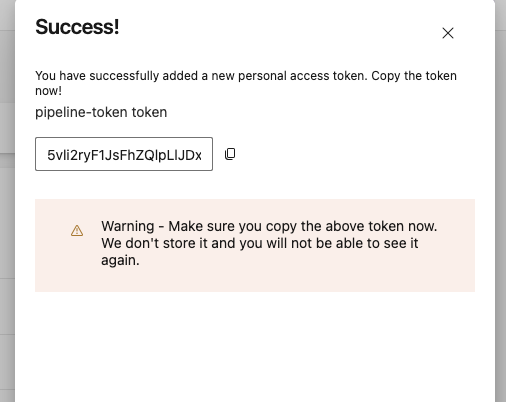 Success!
You have successfully added a new personal access token. Copy the token
now!
pipeline-token token
Warning - Make sure you copy the above token now.
We don't store it and you will not be able to see it
again.